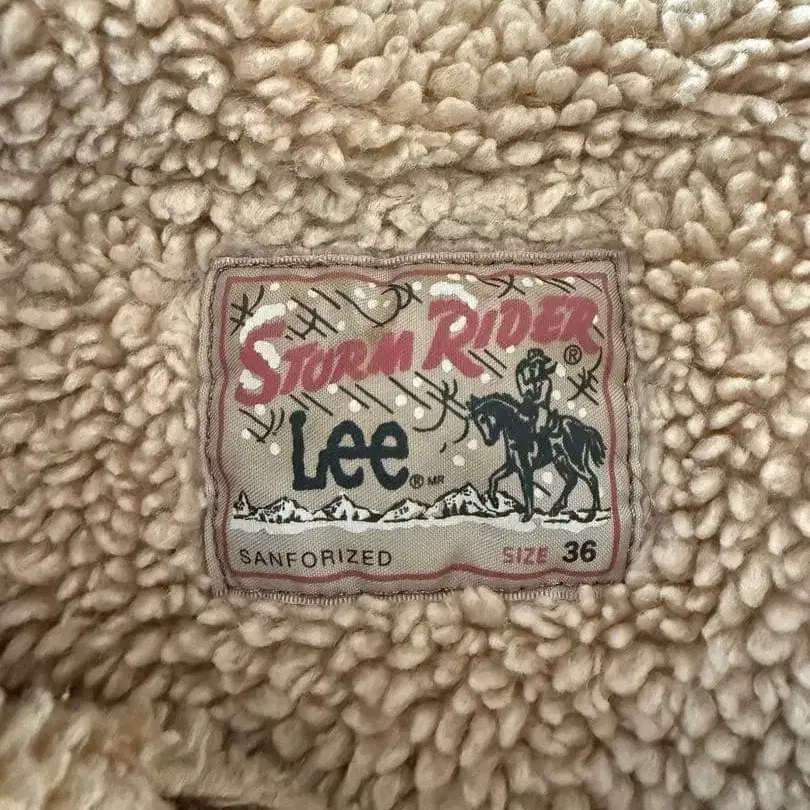 STORM RIDER ®
Lee ® MR
SANFORIZED SIZE 36